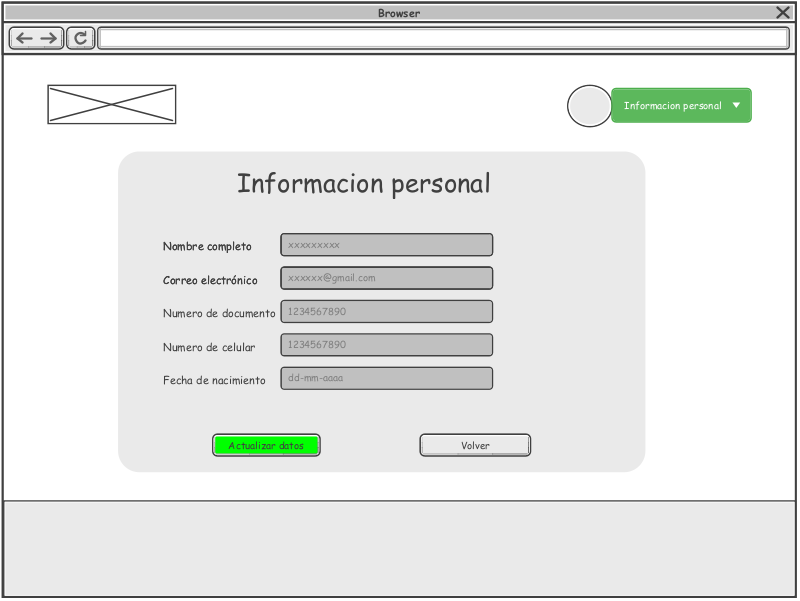 Browser
Informacion personal
Informacion personal
Nombre completo xxxxxxxxx
Correo electrónico xxxxxx@gmail.com
Numero de documento 1234567890
Numero de celular 1234567890
Fecha de nacimiento dd-mm-aaaa
Actualizar datos Volver